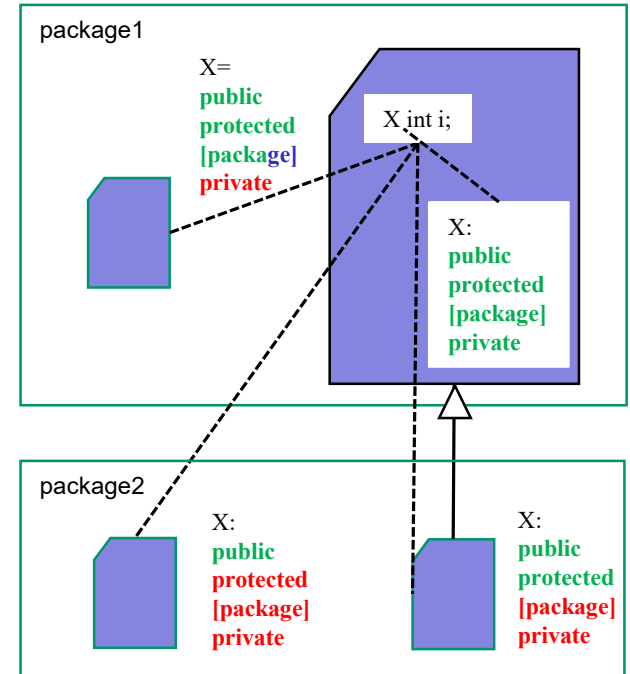 package1
X=
public
protected
[package]
private
X int i;
X:
public
protected
[package]
private
package2
X:
public
protected
[package]
private
X:
public
protected
[package]
private